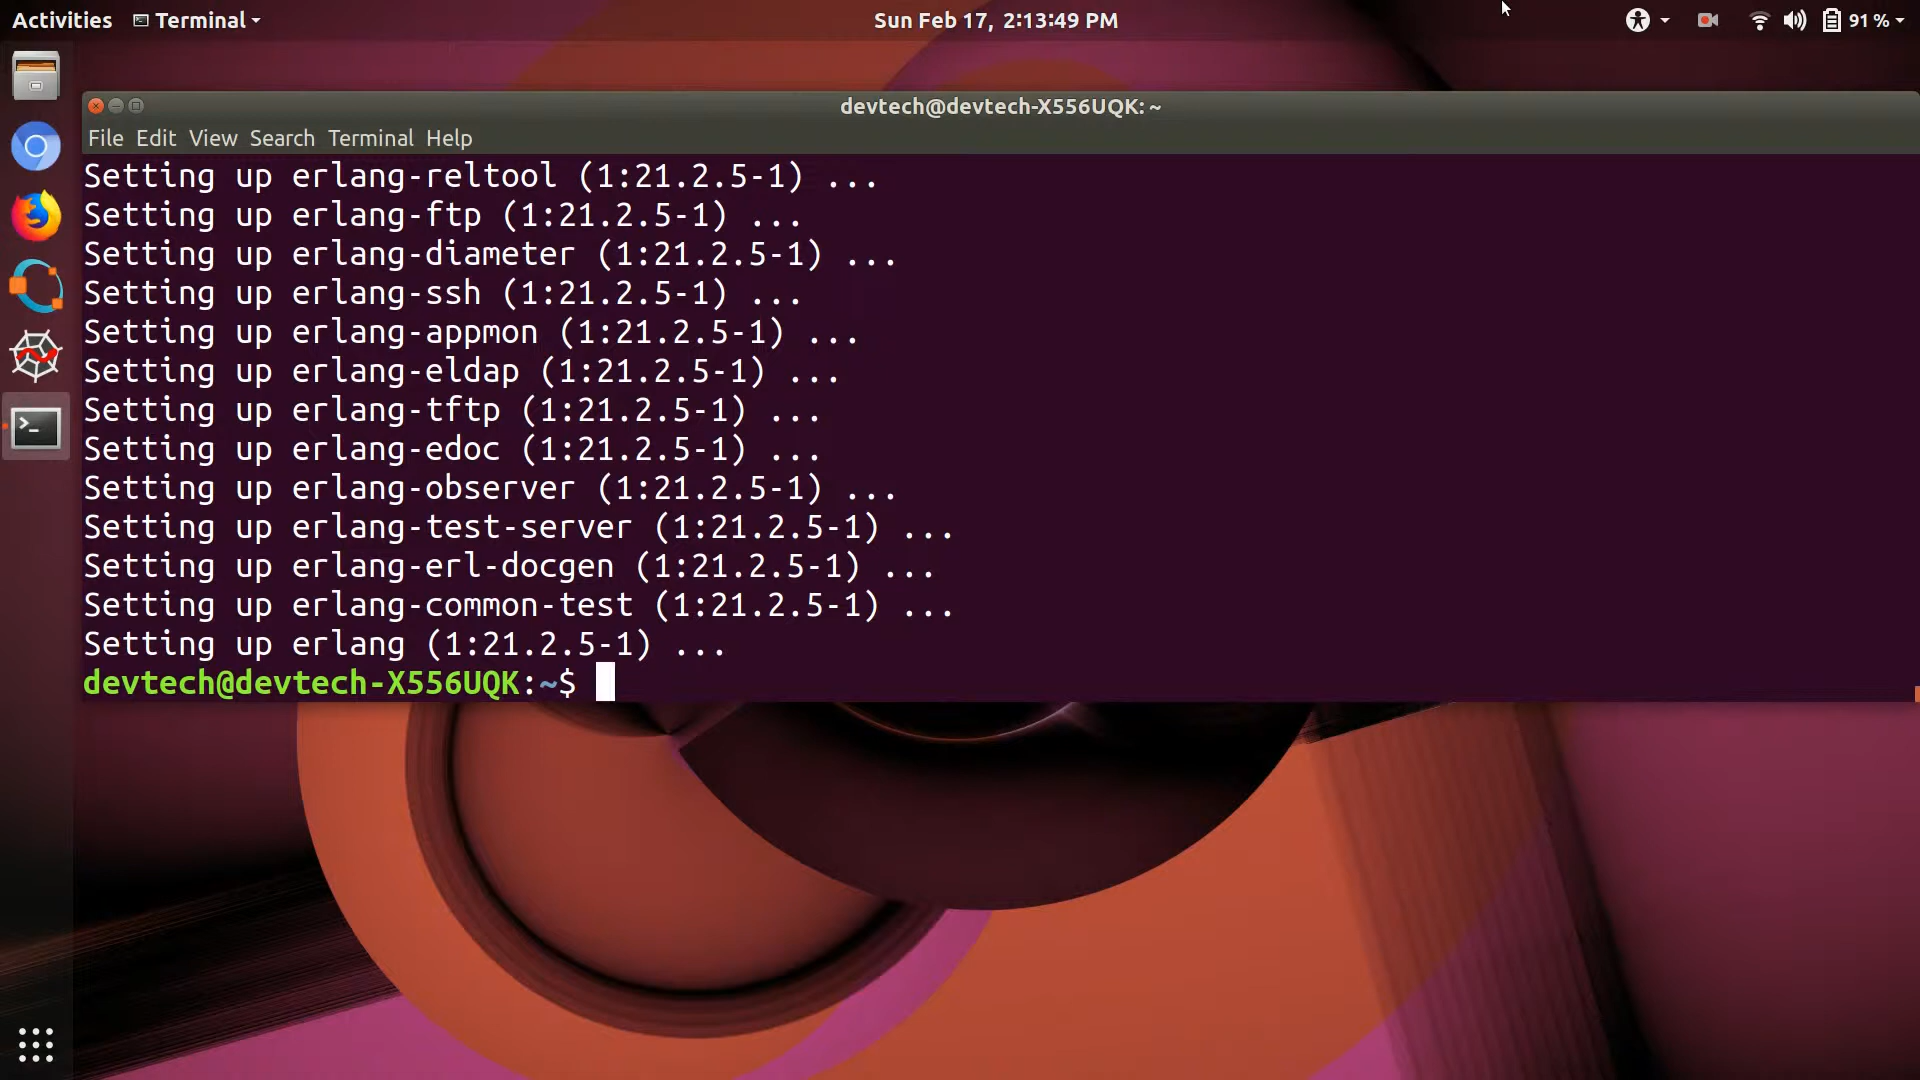 Activities Terminal Sun Feb 17, 2:13:49 PM 91 %
devtech@devtech-X556UQK: ~
File Edit View Search Terminal Help
Setting up erlang-reltool (1:21.2.5-1) ...
Setting up erlang-ftp (1:21.2.5-1) ...
Setting up erlang-diameter (1:21.2.5-1) ...
Setting up erlang-ssh (1:21.2.5-1) ...
Setting up erlang-appmon (1:21.2.5-1) ...
Setting up erlang-eldap (1:21.2.5-1) ...
Setting up erlang-tftp (1:21.2.5-1) ...
Setting up erlang-edoc (1:21.2.5-1) ...
Setting up erlang-observer (1:21.2.5-1) ...
Setting up erlang-test-server (1:21.2.5-1) ...
Setting up erlang-erl-docgen (1:21.2.5-1) ...
Setting up erlang-common-test (1:21.2.5-1) ...
Setting up erlang (1:21.2.5-1) ...
devtech@devtech-X556UQK:~$